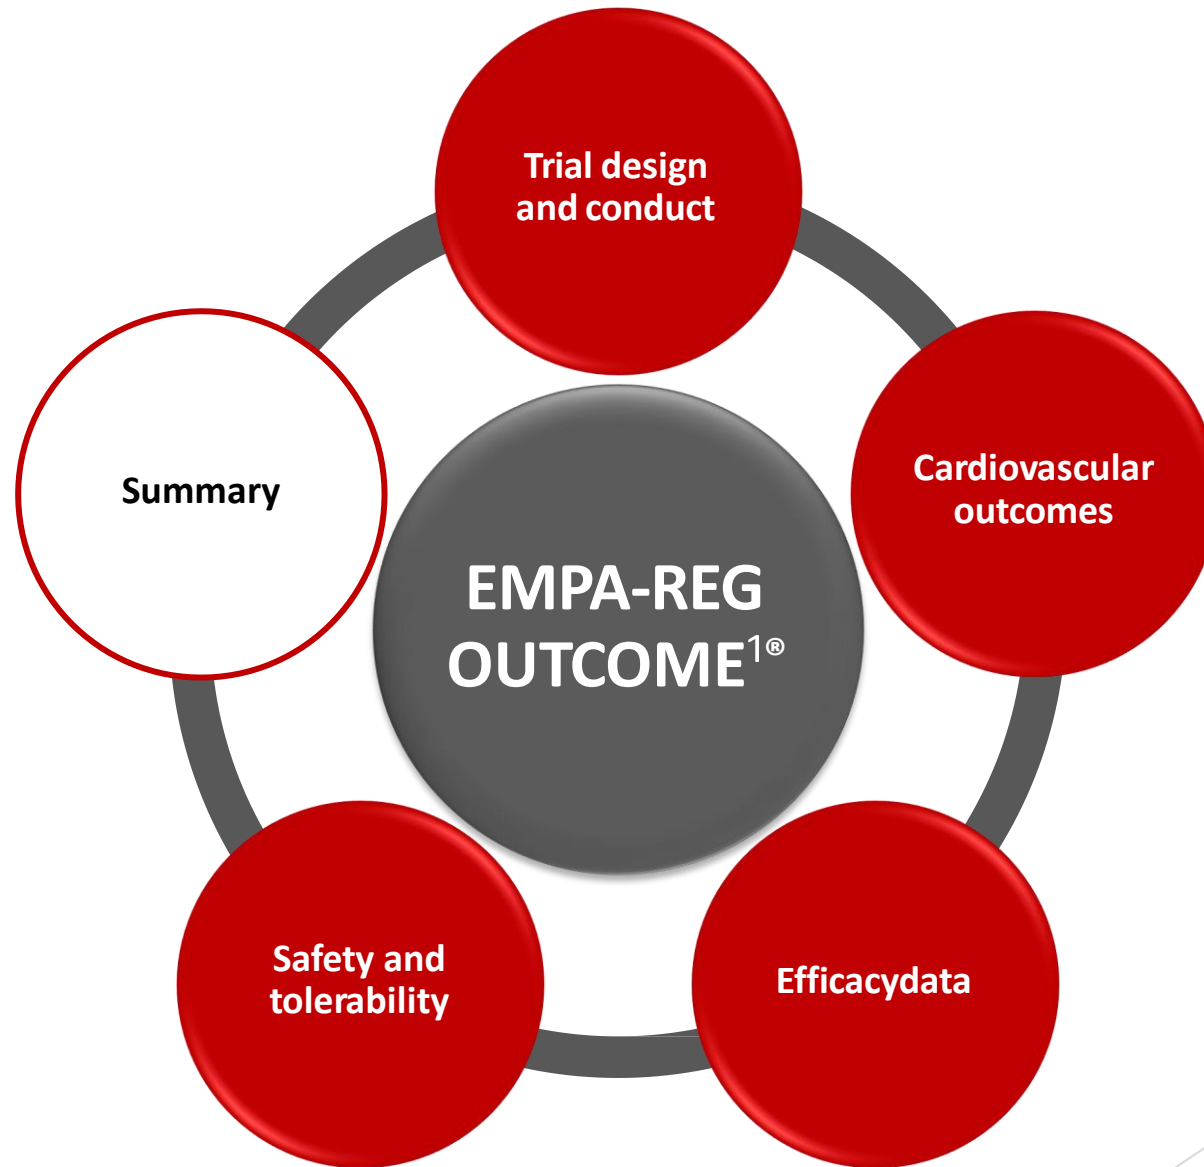 Trial design
and conduct
Cardiovascular
outcomes
Summary
EMPA-REG
OUTCOME¹®
Safety and
tolerability
Efficacydata